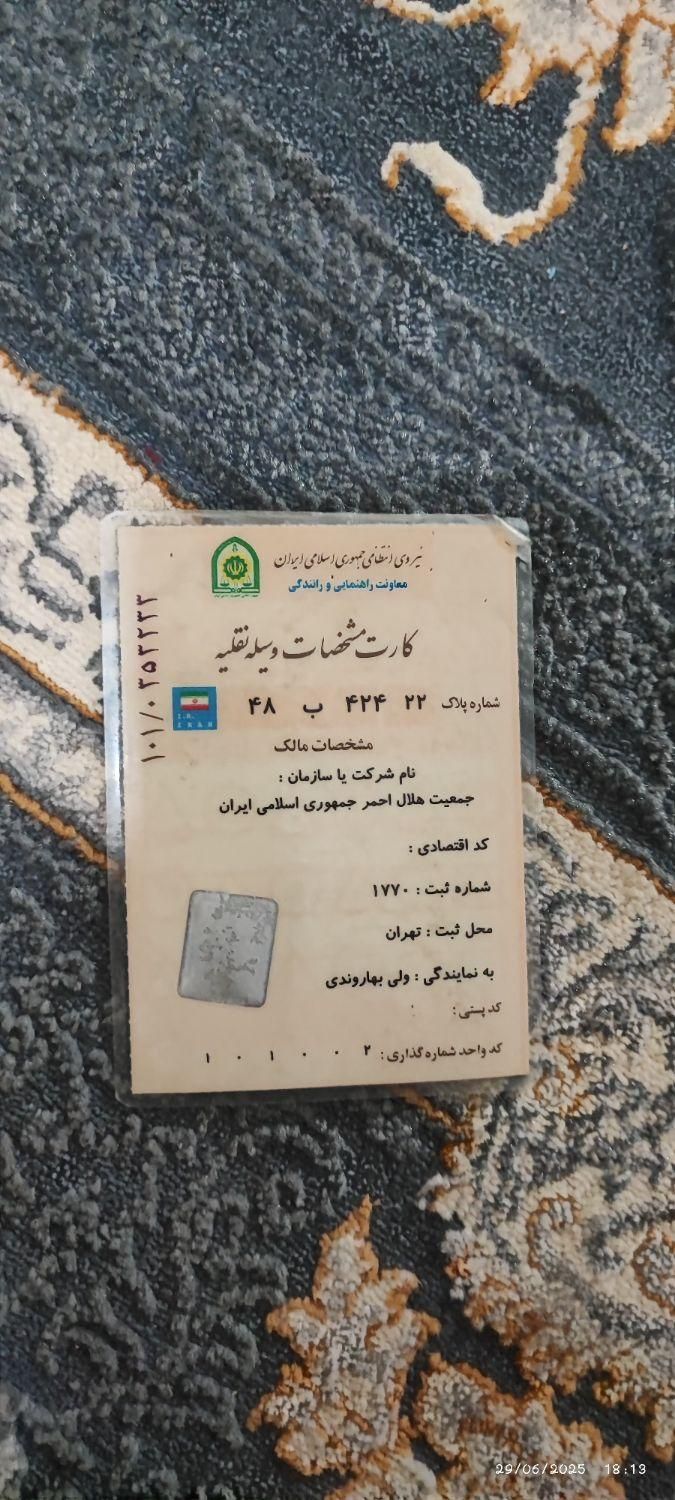 نیروی انتظامی جمهوری اسلامی ایران
معاونت راهنمایی و رانندگی
کارت مشخصات وسیله نقلیه
شماره پلاک ۲۲ ۴۲۴ ب ۴۸
I.R.
IRAN
۱۰۱/۰۳۵۳۲۳۳
مشخصات مالک
نام شرکت یا سازمان :
جمعیت هلال احمر جمهوری اسلامی ایران
کد اقتصادی :
شماره ثبت : ۱۷۷۰
محل ثبت : تهران
به نمایندگی : ولی بهاروندی
کد پستی :
کد واحد شماره گذاری : ۱ ۰ ۱ ۰ ۰ ۲
29/06/2025 18:13